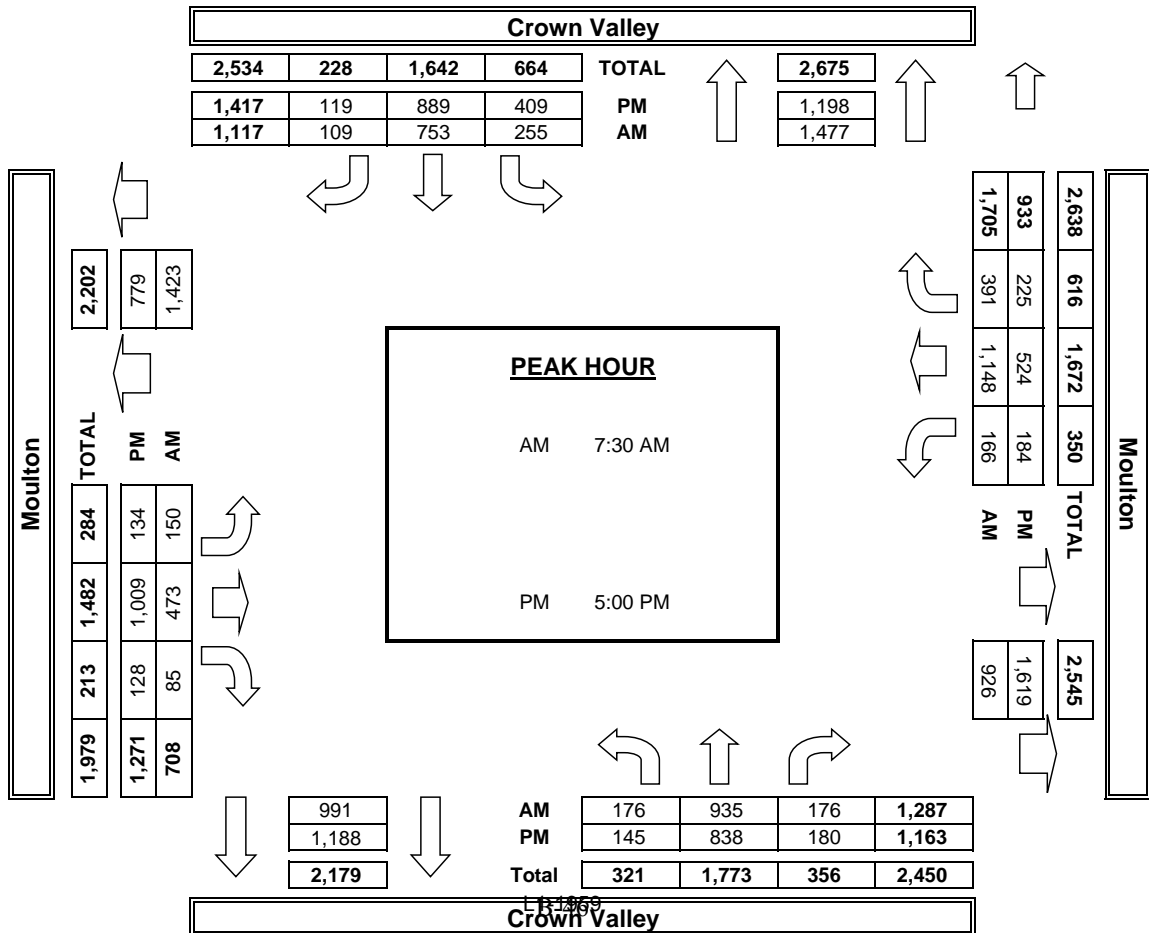 Crown Valley
2,534 228 1,642 664 TOTAL 2,675
1,417 119 889 409 PM 1,198
1,117 109 753 255 AM 1,477
Moulton
2,202
779
1,423
TOTAL PM AM
284 134 150
1,482 1,009 473
213 128 85
1,979 1,271 708
PEAK HOUR
AM 7:30 AM
PM 5:00 PM
1,705 933 2,638
391 225 616
1,148 524 1,672
166 184 350
AM PM TOTAL
926 1,619 2,545
Moulton
991 AM 176 935 176 1,287
1,188 PM 145 838 180 1,163
2,179 Total 321 1,773 356 2,450
Crown Valley